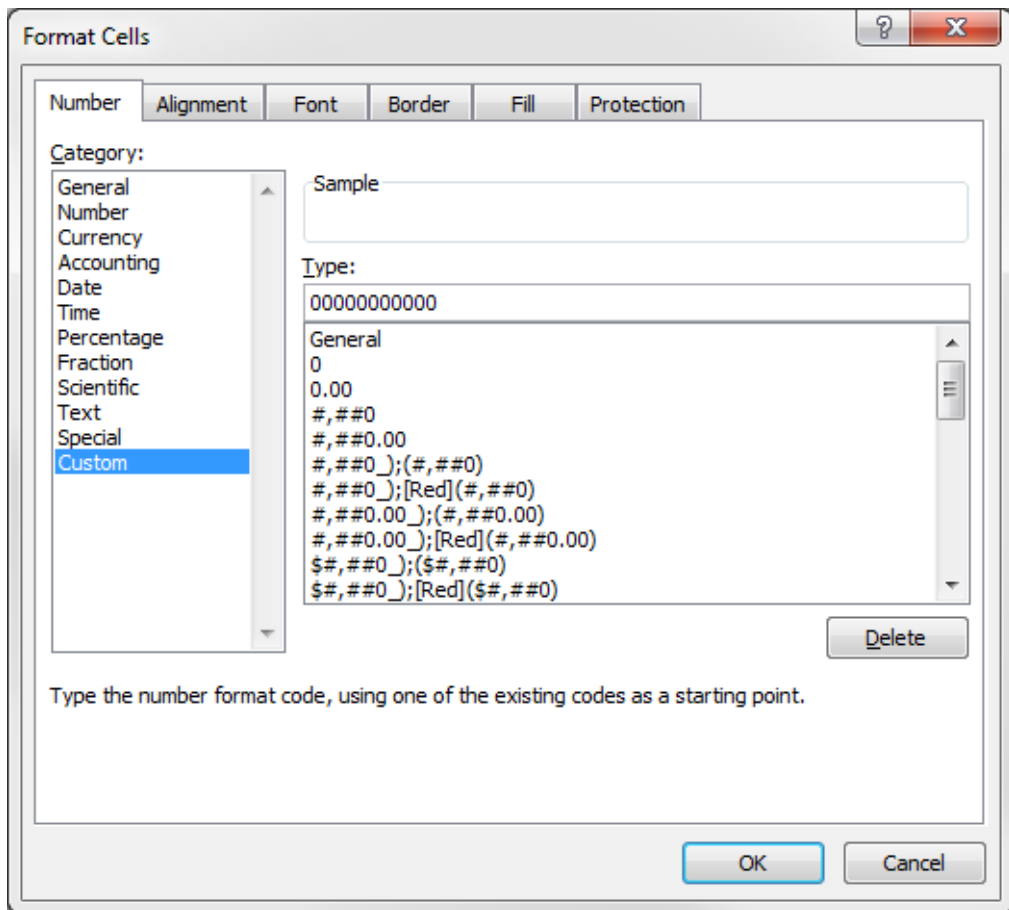 Format Cells
?
Number Alignment Font Border Fill Protection
Category:
General
Number
Currency
Accounting
Date
Time
Percentage
Fraction
Scientific
Text
Special
Custom
Sample
Type:
00000000000
General
0
0.00
#,##0
#,##0.00
#,##0_);(#,##0)
#,##0_);[Red](#,##0)
#,##0.00_);(#,##0.00)
#,##0.00_);[Red](#,##0.00)
$#,##0_);($#,##0)
$#,##0_);[Red]($#,##0)
Delete
Type the number format code, using one of the existing codes as a starting point.
OK Cancel